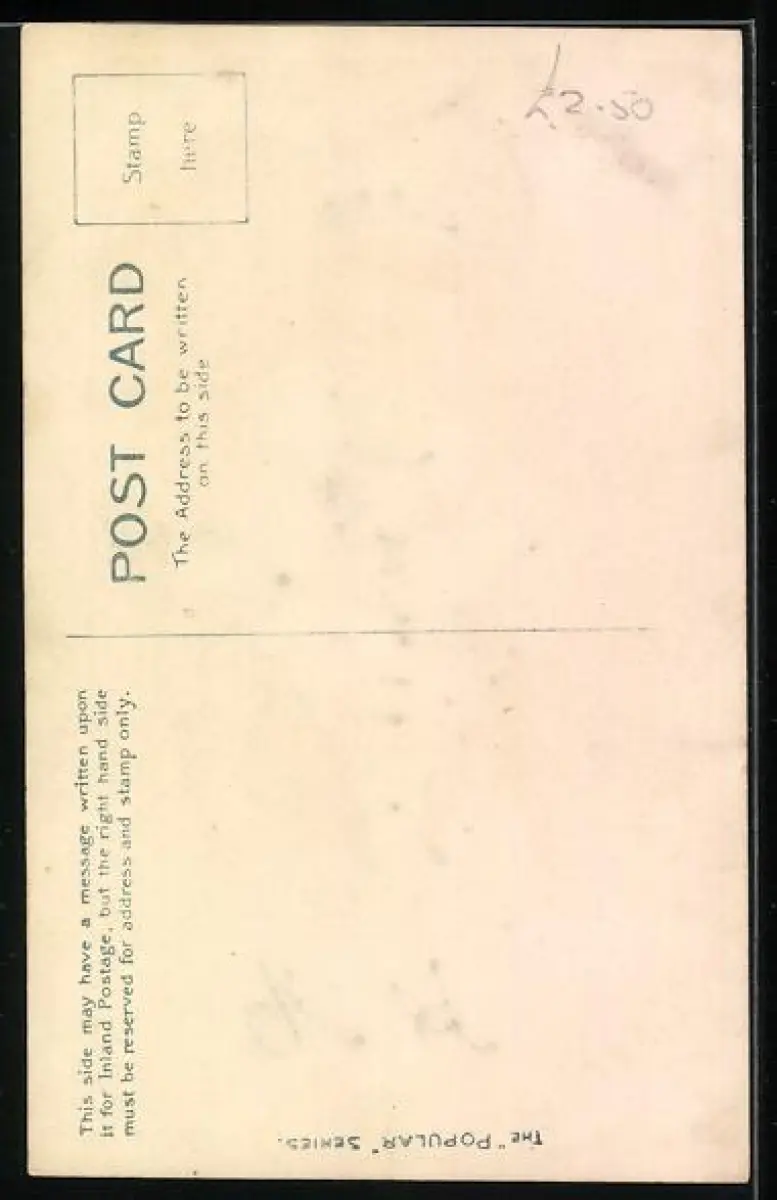 This side may have a message written upon
it for Inland Postage, but the right hand side
must be reserved for address and stamp only.
POST CARD
The Address to be written
on this side
Stamp
here
£2.50
THE "POPULAR" SERIES.